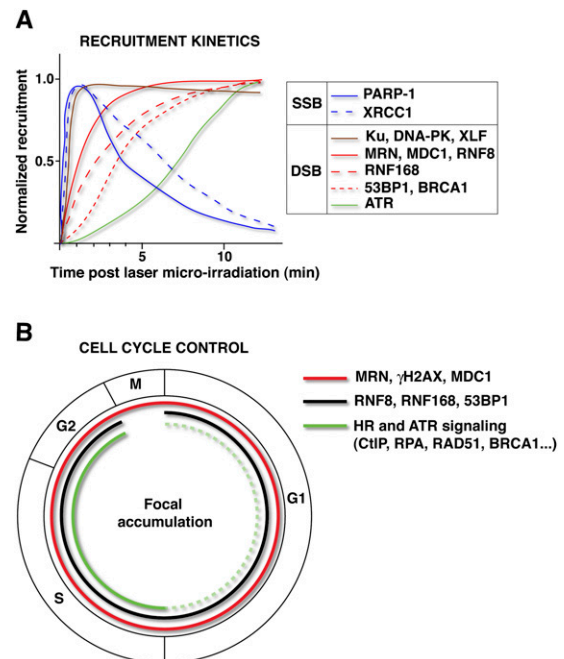 A
RECRUITMENT KINETICS
Normalized recruitment
1.0
0.5
5
10
Time post laser micro-irradiation (min)
SSB
PARP-1
XRCC1
DSB
Ku, DNA-PK, XLF
MRN, MDC1, RNF8
RNF168
53BP1, BRCA1
ATR
B
CELL CYCLE CONTROL
M
G2
G1
S
Focal
accumulation
MRN, γH2AX, MDC1
RNF8, RNF168, 53BP1
HR and ATR signaling
(CtIP, RPA, RAD51, BRCA1...)